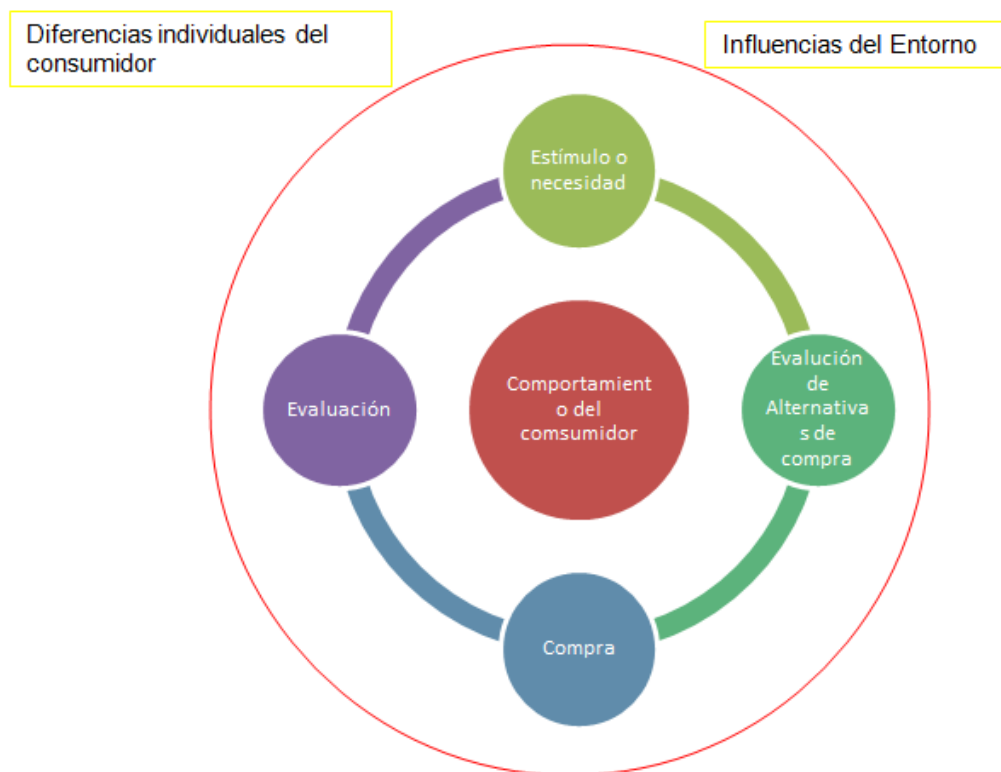 Diferencias individuales del
consumidor
Influencias del Entorno
Estímulo o
necesidad
Evalución
de
Alternativa
s de
compra
Comportamient
o del
comsumidor
Evaluación
Compra